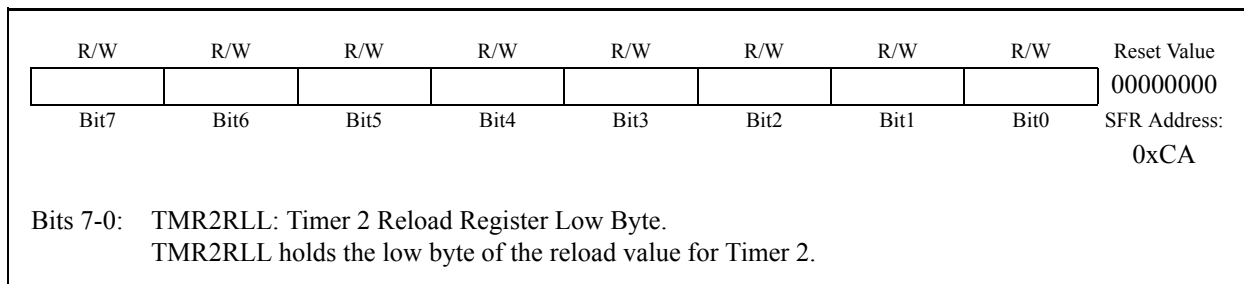 R/W R/W R/W R/W R/W R/W R/W R/W Reset Value
00000000
Bit7 Bit6 Bit5 Bit4 Bit3 Bit2 Bit1 Bit0 SFR Address:
0xCA
Bits 7-0: TMR2RLL: Timer 2 Reload Register Low Byte.
TMR2RLL holds the low byte of the reload value for Timer 2.